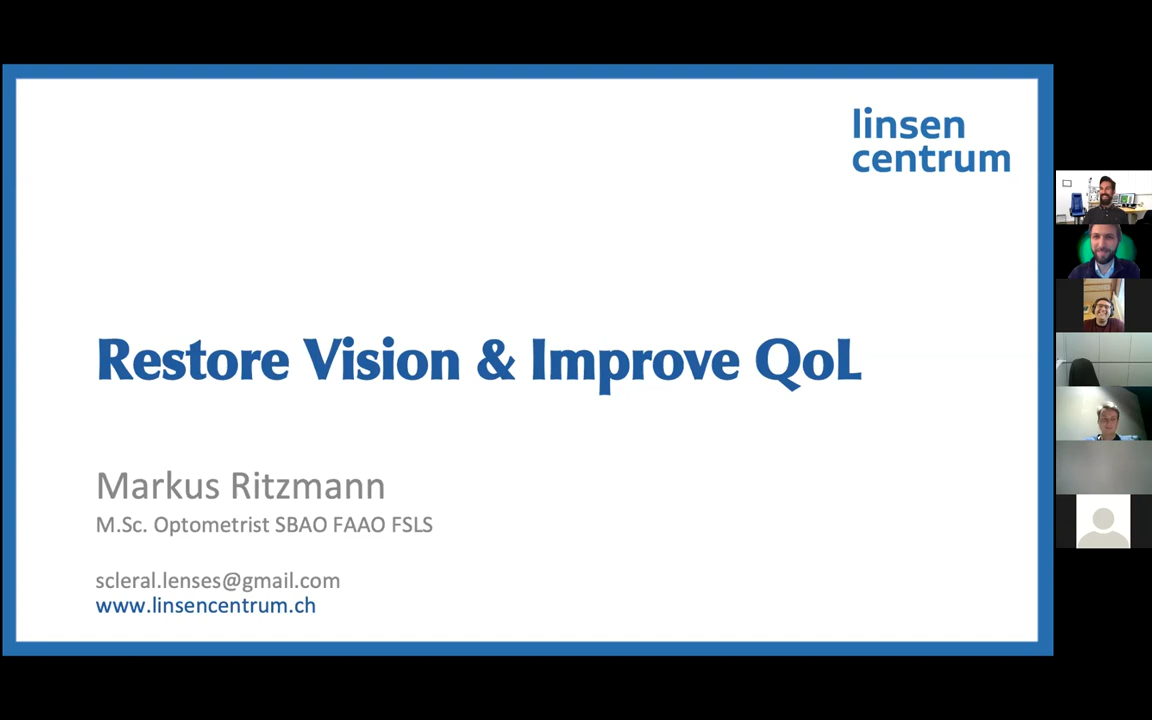 linsen
centrum
Restore Vision & Improve QoL
Markus Ritzmann
M.Sc. Optometrist SBAO FAAO FSLS
scleral.lenses@gmail.com
www.linsencentrum.ch